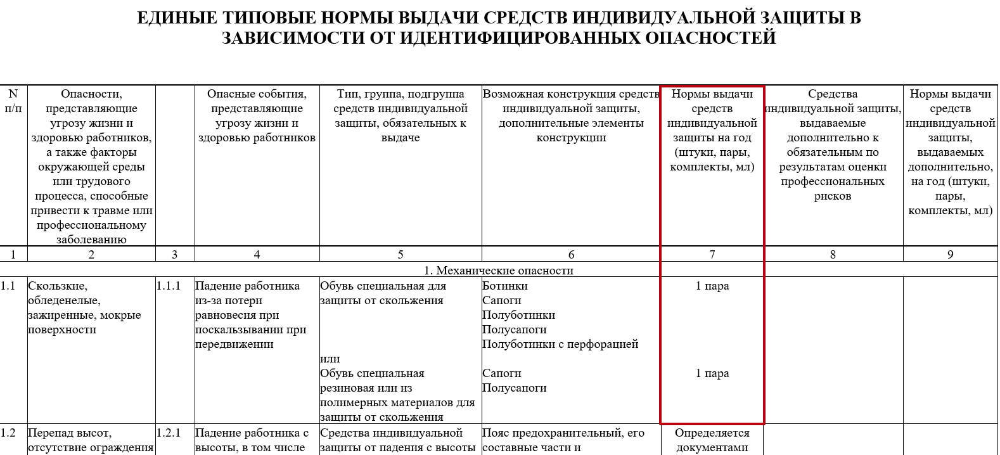 ЕДИНЫЕ ТИПОВЫЕ НОРМЫ ВЫДАЧИ СРЕДСТВ ИНДИВИДУАЛЬНОЙ ЗАЩИТЫ В
ЗАВИСИМОСТИ ОТ ИДЕНТИФИЦИРОВАННЫХ ОПАСНОСТЕЙ
N
п/п
Опасности,
представляющие
угрозу жизни и
здоровью работников,
а также факторы
окружающей среды
или трудового
процесса, способные
привести к травме или
профессиональному
заболеванию
Опасные события,
представляющие
угрозу жизни и
здоровью работников
Тип, группа, подгруппа
средств индивидуальной
защиты, обязательных к
выдаче
Возможная конструкция средств
индивидуальной защиты,
дополнительные элементы
конструкции
Нормы выдачи
средств
индивидуальной
защиты на год
(штуки, пары,
комплекты, мл)
Средства
индивидуальной защиты,
выдаваемые
дополнительно к
обязательным по
результатам оценки
профессиональных
рисков
Нормы выдачи
средств
индивидуальной
защиты,
выдаваемых
дополнительно,
на год (штуки,
пары,
комплекты, мл)
1 2 3 4 5 6 7 8 9
1. Механические опасности
1.1
Скользкие,
обледенелые,
зажиренные, мокрые
поверхности
1.1.1
Падение работника
из-за потери
равновесия при
поскальзывании при
передвижении
Обувь специальная для
защиты от скольжения
или
Обувь специальная
резиновая или из
полимерных материалов для
защиты от скольжения
Ботинки
Сапоги
Полуботинки
Полусапоги
Полуботинки с перфорацией
Сапоги
Полусапоги
1 пара
1 пара
1.2
Перепад высот,
отсутствие ограждения
1.2.1
Падение работника с
высоты, в том числе
Средства индивидуальной
защиты от падения с высоты
Пояс предохранительный, его
составные части и
Определяется
документами